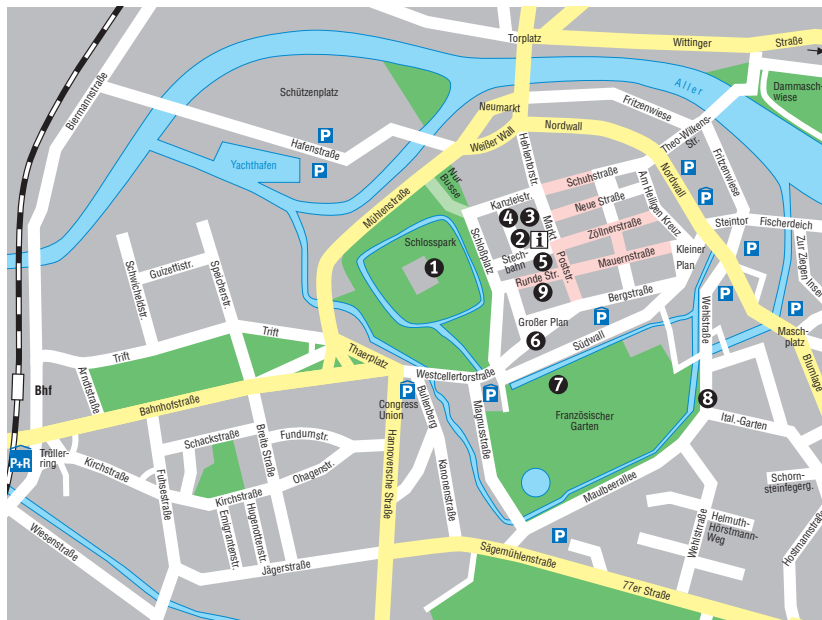 Torplatz
Wittinger
Straße
Aller
Dammasch-
wiese
Biermannstraße
Schützenplatz
Neumarkt
Fritzenwiese
Nordwall
Weißer Wall
P
Hafenstraße
Theo-Wilkens-
Str.
Yachthafen
P
Hehlentorstr.
Schuhstraße
P
Fritzenwiese
Nur
Busse
Kanzleistr.
Neue Straße
Am Heiligen Kreuz
Nordwall
P
Mühlenstraße
4
3
Markt
Zöllnerstraße
Steintor
Fischerdeich
Schlosspark
Schloßplatz
2
i
Kleiner
Plan
P
Zur Ziegen Insel
Stech-
bahn
5
Poststr.
Mauernstraße
1
Guizettistr.
Schwicheldtstr.
Speicherstr.
Runde Str.
9
Bergstraße
P
P
Wehlstraße
Großer Plan
P
Trift
Trift
6
Südwall
Masch-
platz
Thaerplatz
Blumlage
Westcellertorstraße
Bhf
Arndtstraße
7
P
Congress
Union
P
8
Bahnhofstraße
Bullenberg
Magnusstraße
Französischer
Garten
Ital.-Garten
Schackstraße
Fundumstr.
Breite Straße
Hannoversche Straße
P+R
Trüller-
ring
Kirchstraße
Fuhsestraße
Ohagenstr.
Kanonenstraße
Maulbeerallee
Schorn-
steinfegerg.
Kirchstraße
Emigrantenstr.
Hugenottenstr.
Wehlstraße
Helmuth-
Hörstmann-
Weg
Hostmannstraße
Wiesenstraße
P
Jägerstraße
Sägemühlenstraße
77er Straße